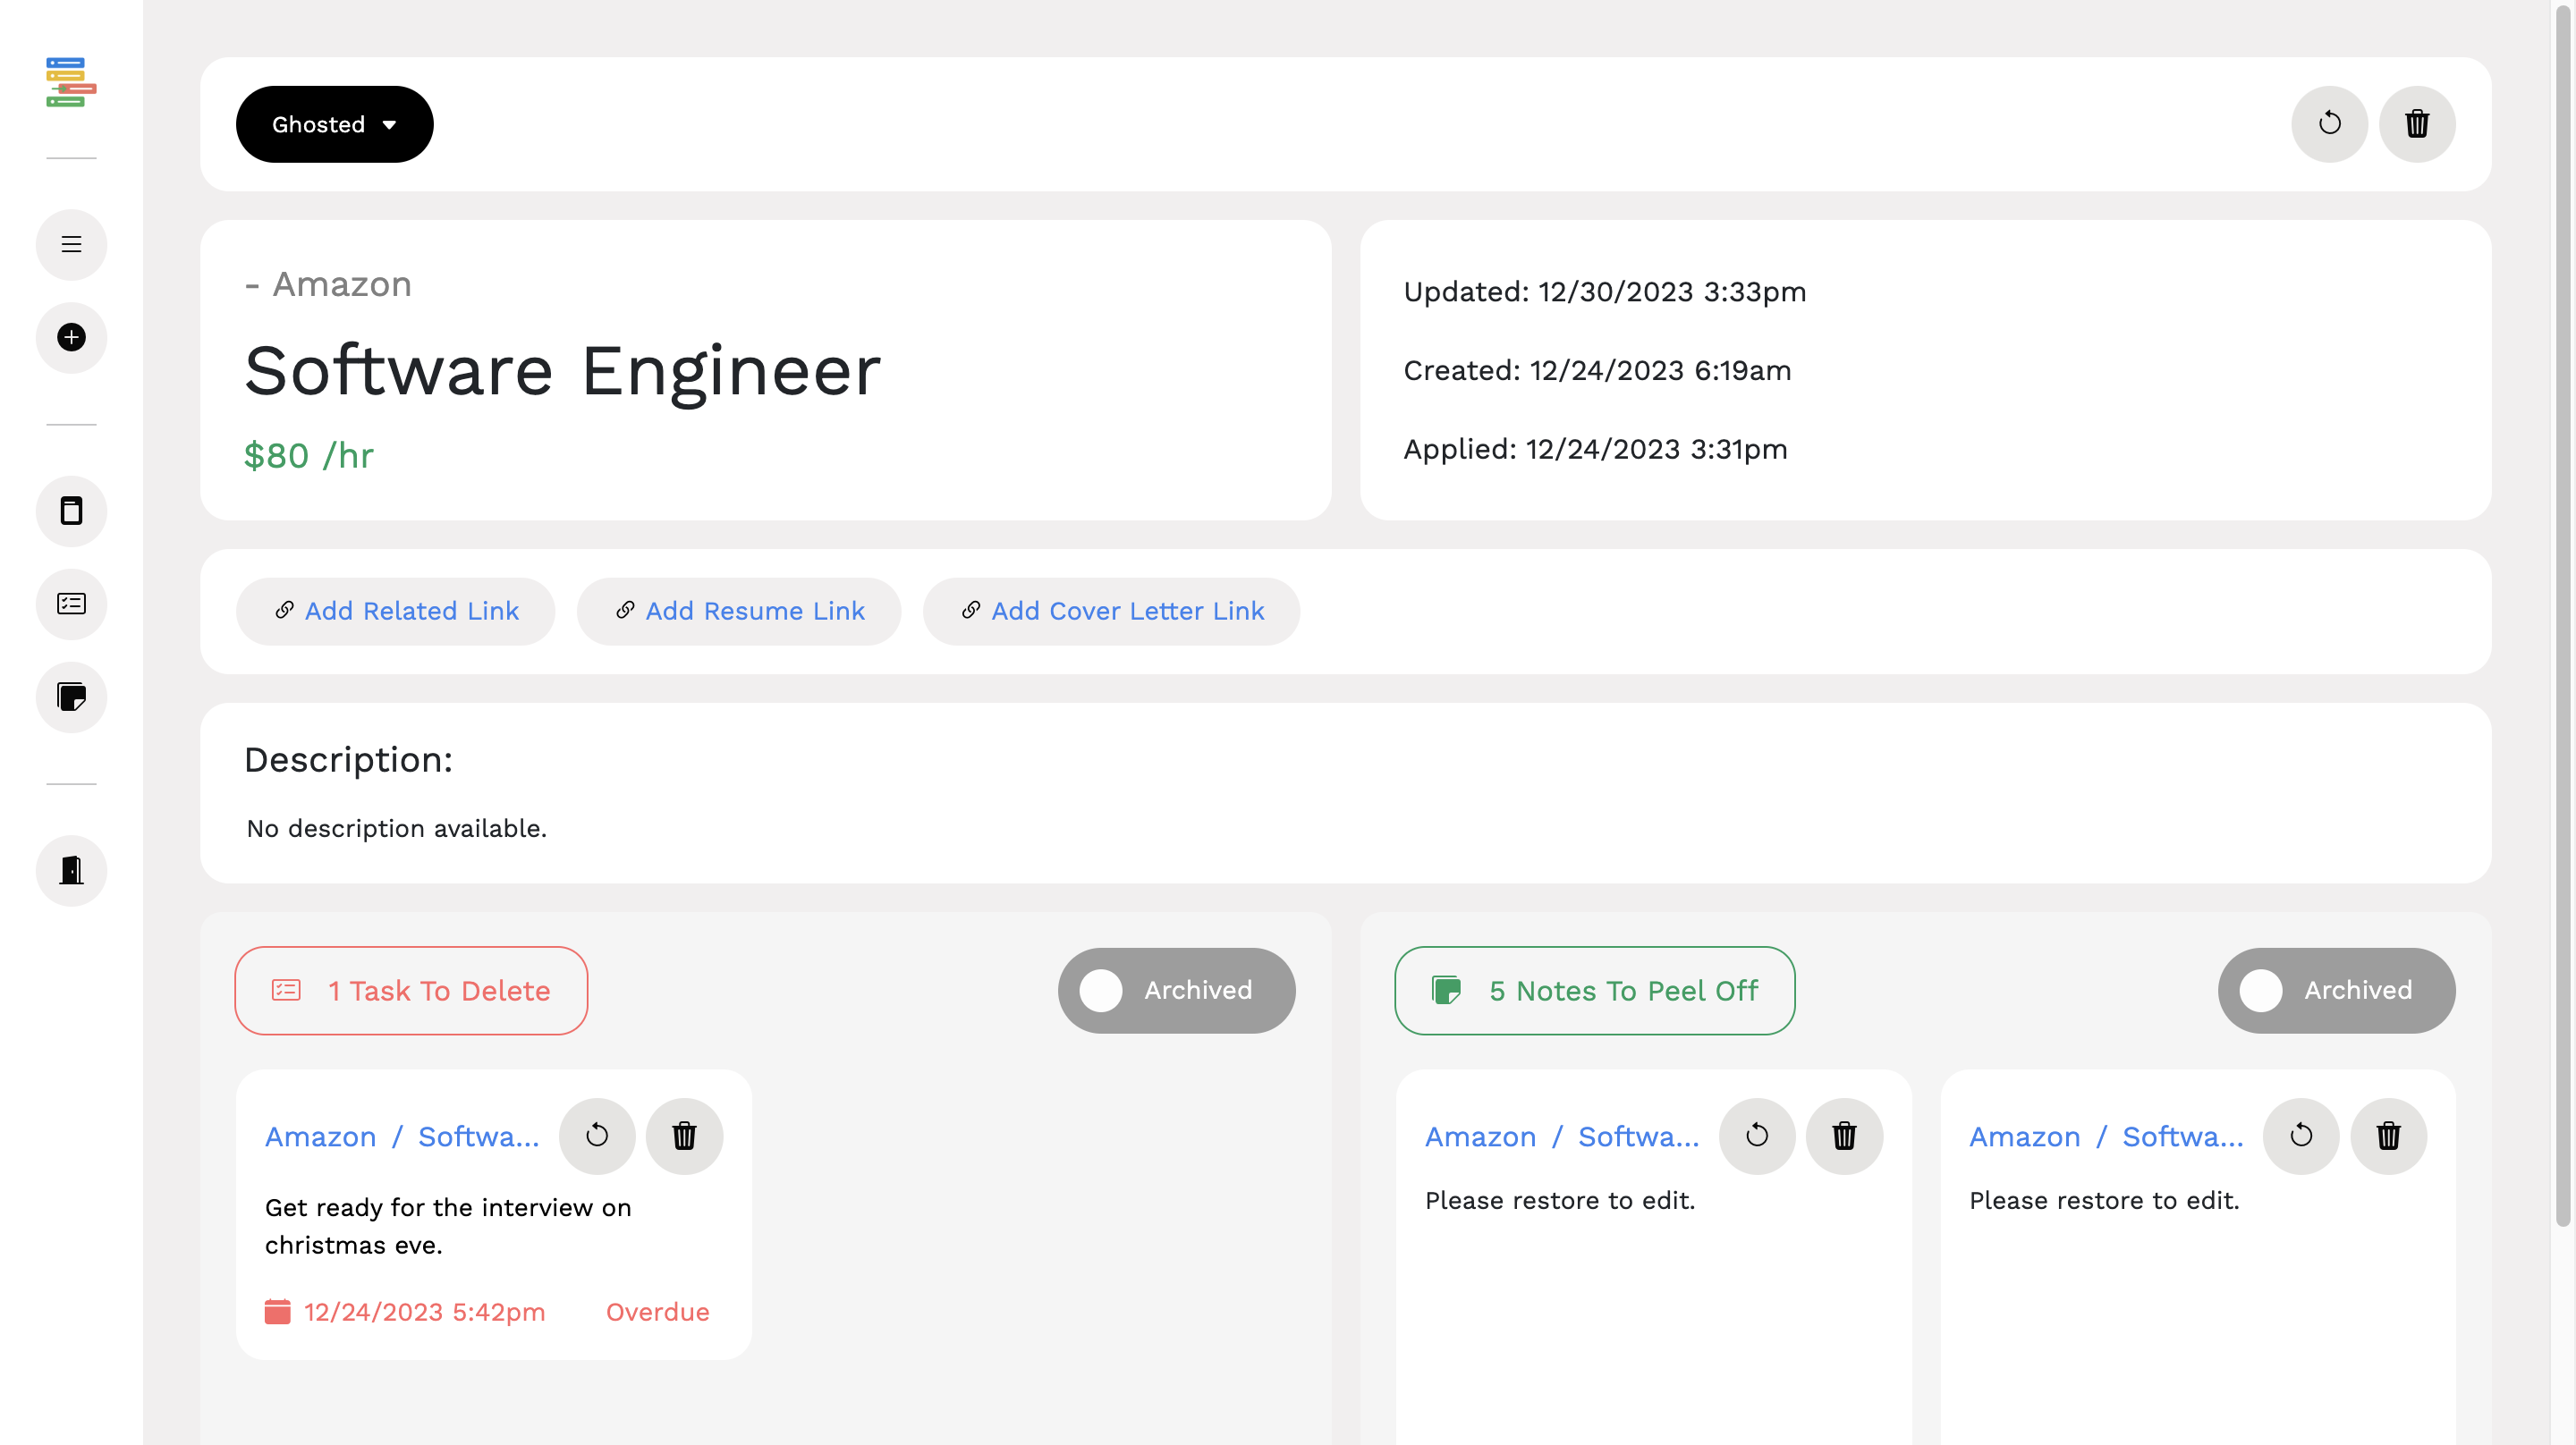 Ghosted
- Amazon
Software Engineer
$80 /hr
Updated: 12/30/2023 3:33pm
Created: 12/24/2023 6:19am
Applied: 12/24/2023 3:31pm
Add Related Link
Add Resume Link
Add Cover Letter Link
Description:
No description available.
1 Task To Delete
Archived
Amazon / Softwa...
Get ready for the interview on
christmas eve.
12/24/2023 5:42pm
Overdue
5 Notes To Peel Off
Archived
Amazon / Softwa...
Please restore to edit.
Amazon / Softwa...
Please restore to edit.